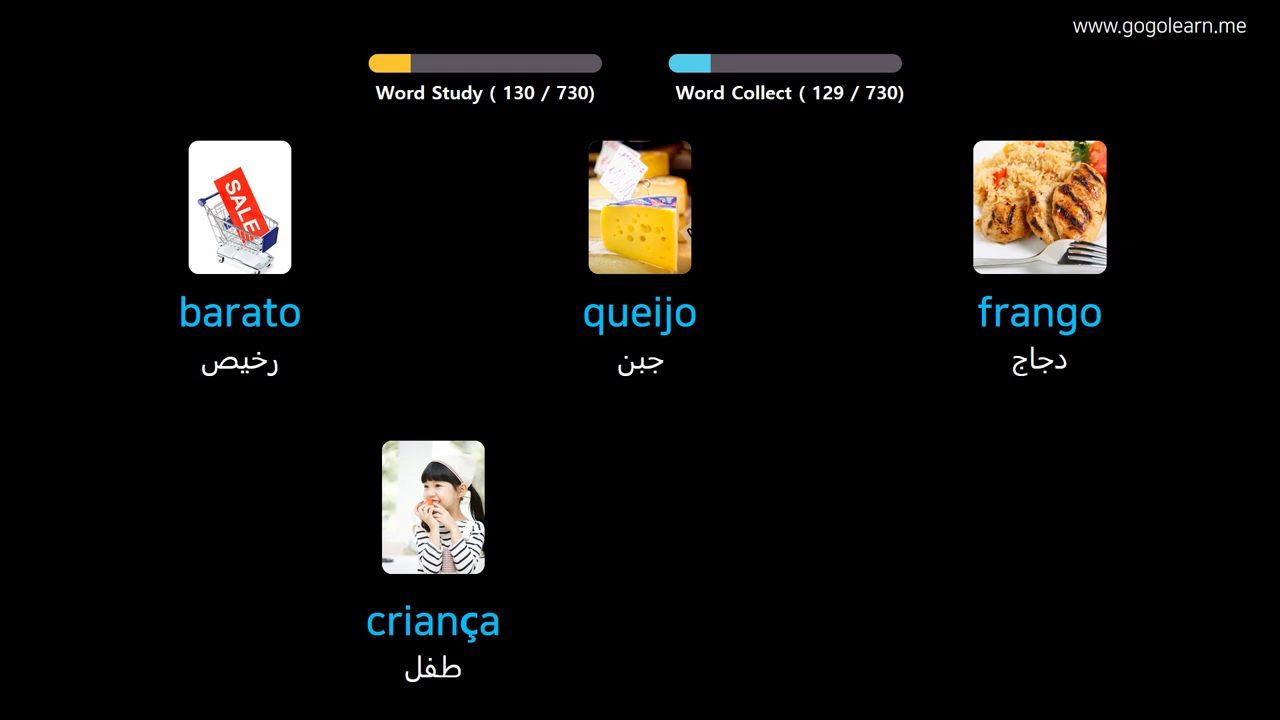 www.gogolearn.me
Word Study ( 130 / 730)
Word Collect ( 129 / 730)
SALE
barato
queijo
frango
رخيص
جبن
دجاج
criança
طفل